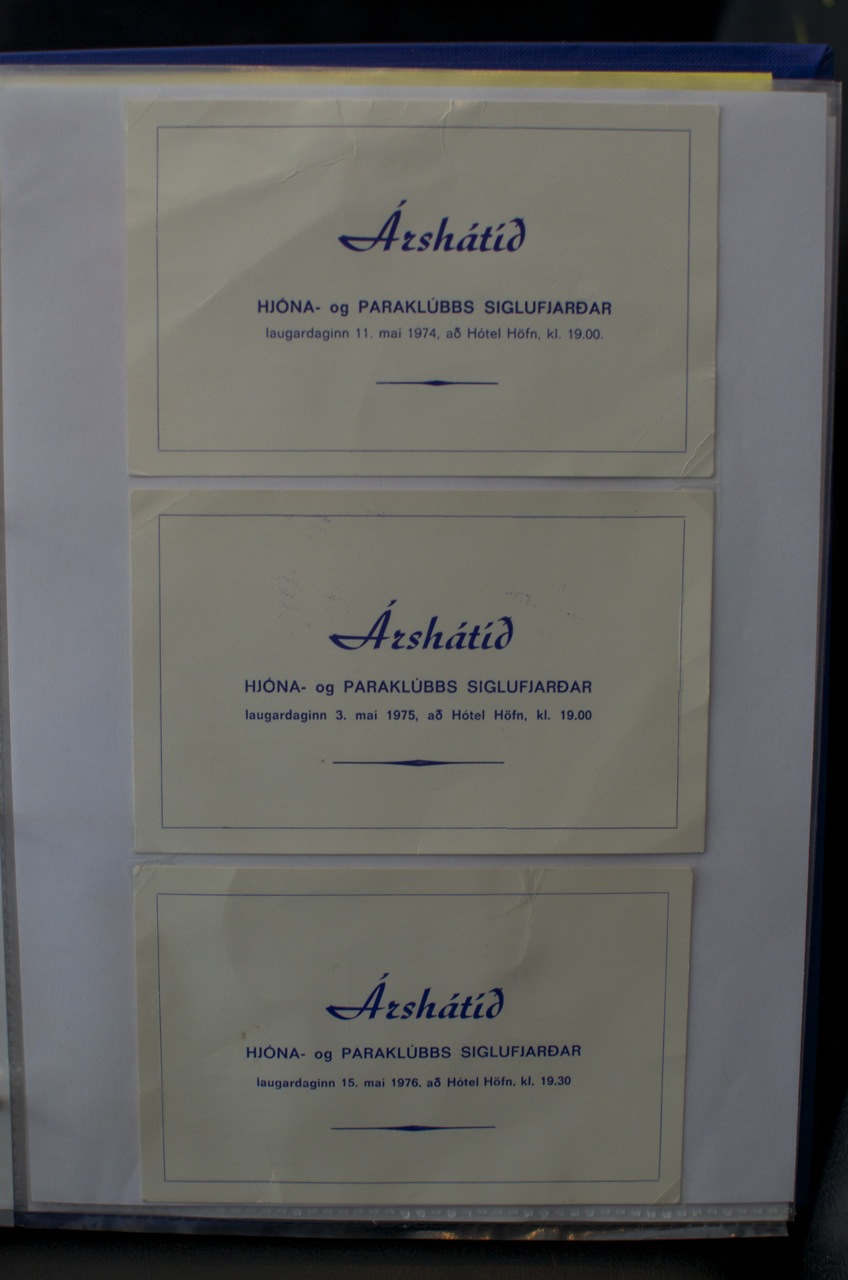 Árshátíð
HJÓNA- og PARAKLÚBBS SIGLUFJARÐAR
laugardaginn 11. maí 1974, að Hótel Höfn, kl. 19.00.
Árshátíð
HJÓNA- og PARAKLÚBBS SIGLUFJARÐAR
laugardaginn 3. maí 1975, að Hótel Höfn, kl. 19.00
Árshátíð
HJÓNA- og PARAKLÚBBS SIGLUFJARÐAR
laugardaginn 15. maí 1976, að Hótel Höfn, kl. 19.30